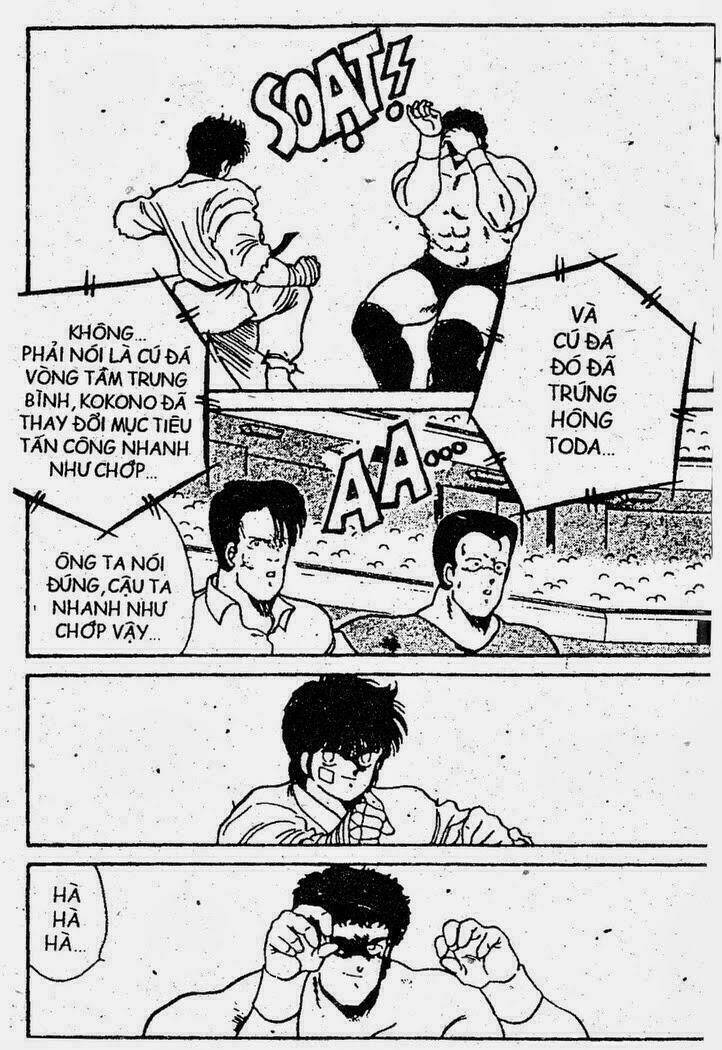 SOẠT!!
KHÔNG...
PHẢI NÓI LÀ CÚ ĐÁ
VÒNG TẦM TRUNG
BÌNH, KOKONO ĐÃ
THAY ĐỔI MỤC TIÊU
TẤN CÔNG NHANH
NHƯ CHỚP...
VÀ
CÚ ĐÁ
ĐÓ ĐÃ
TRÚNG
HÔNG
TODA...
AA...
ÔNG TA NÓI
ĐÚNG, CẬU TA
NHANH NHƯ
CHỚP VẬY...
HÀ
HÀ
HÀ...